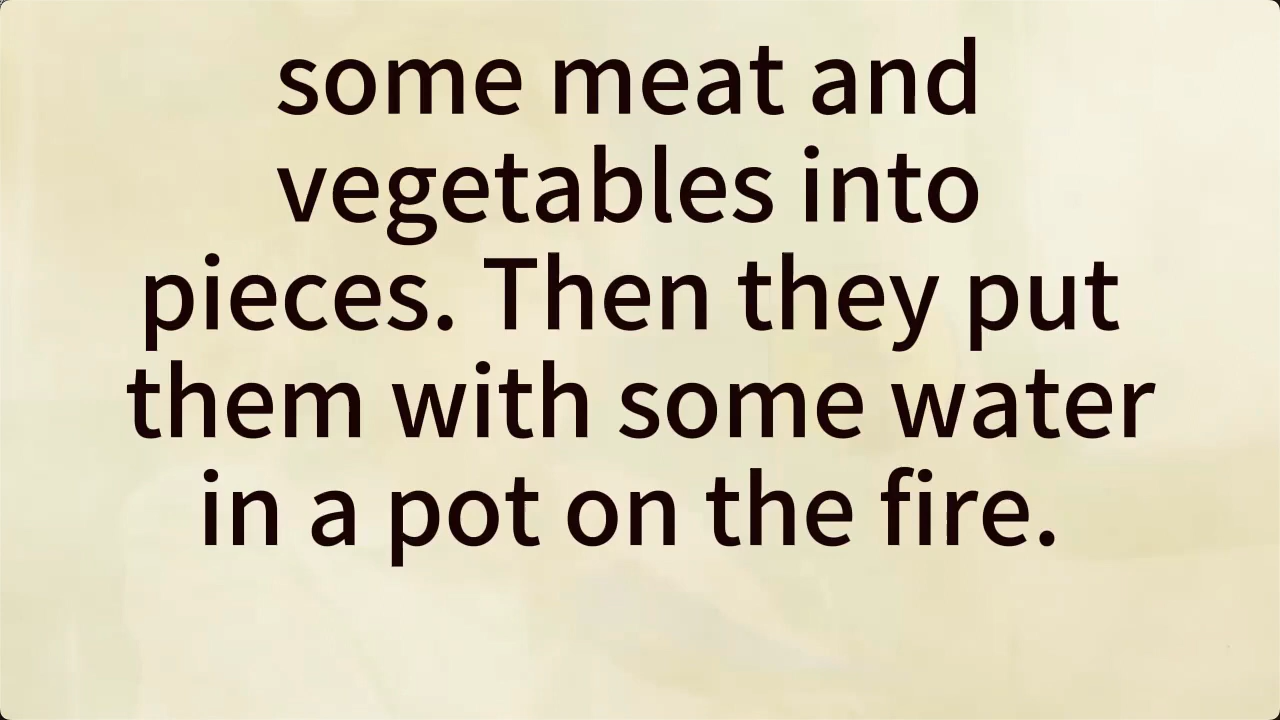 some meat and
vegetables into
pieces. Then they put
them with some water
in a pot on the fire.